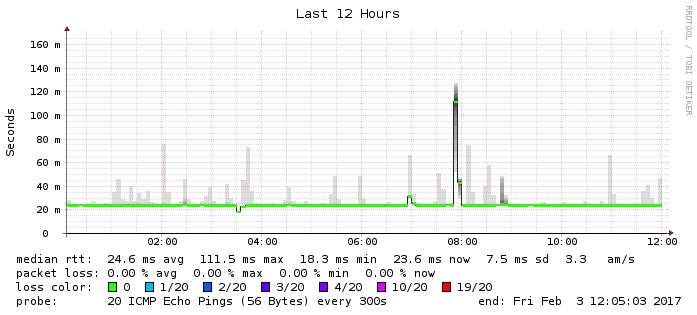 Last 12 Hours
RRDTOOL / TOBI OETIKER
Seconds
160 m
140 m
120 m
100 m
80 m
60 m
40 m
20 m
0
02:00 04:00 06:00 08:00 10:00 12:00
median rtt: 24.6 ms avg 111.5 ms max 18.3 ms min 23.6 ms now 7.5 ms sd 3.3 am/s
packet loss: 0.00 % avg 0.00 % max 0.00 % min 0.00 % now
loss color: 0 1/20 2/20 3/20 4/20 10/20 19/20
probe: 20 ICMP Echo Pings (56 Bytes) every 300s end: Fri Feb 3 12:05:03 2017